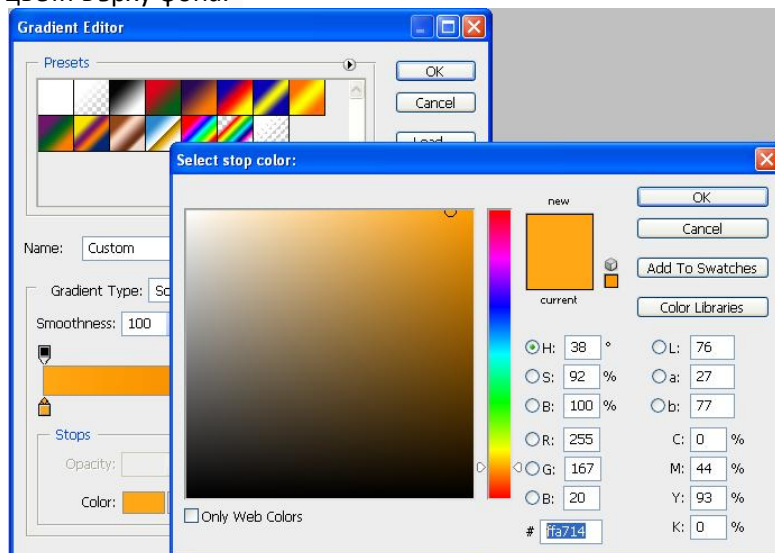 Gradient Editor
Presets
OK
Cancel
Select stop color:
new
OK
Cancel
Name: Custom
Add To Swatches
current
Color Libraries
Gradient Type:
Smoothness: 100
H: 38 °
L: 76
S: 92 %
a: 27
B: 100 %
b: 77
Stops
R: 255
C: 0 %
Opacity:
G: 167
M: 44 %
Color:
B: 20
Y: 93 %
Only Web Colors
# ffa714
K: 0 %